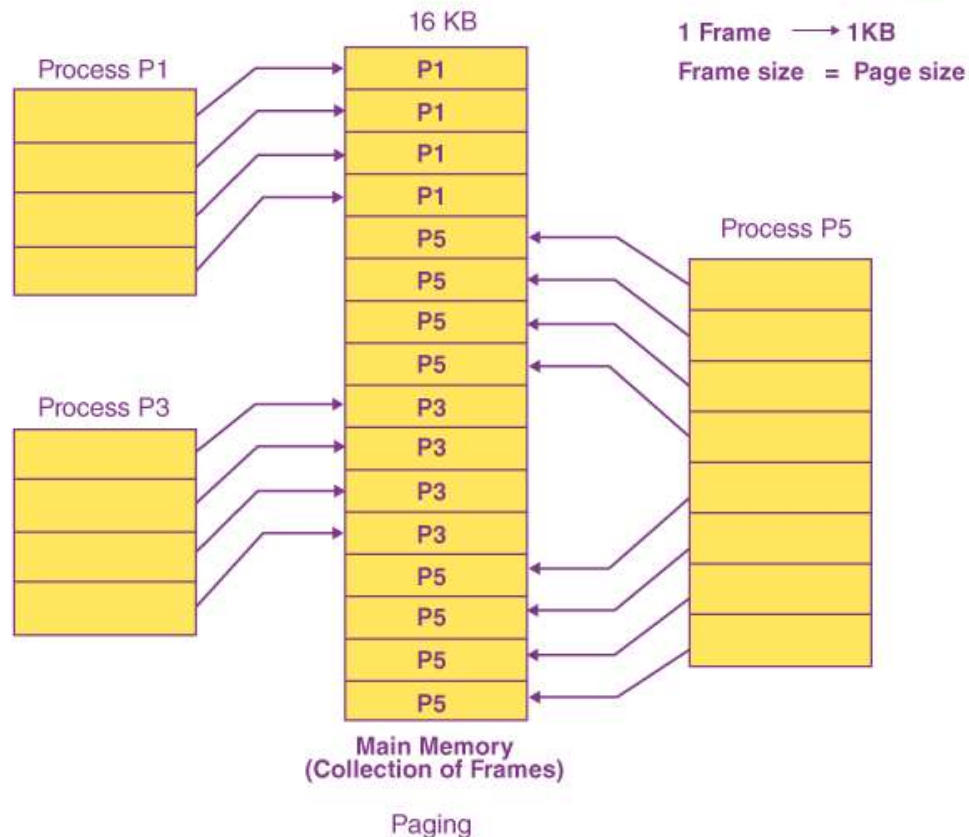 16 KB
1 Frame → 1KB
Frame size = Page size
Process P1
P1
P1
P1
P1
P5
P5
P5
P5
P3
P3
P3
P3
P5
P5
P5
P5
Process P5
Process P3
Main Memory
(Collection of Frames)
Paging